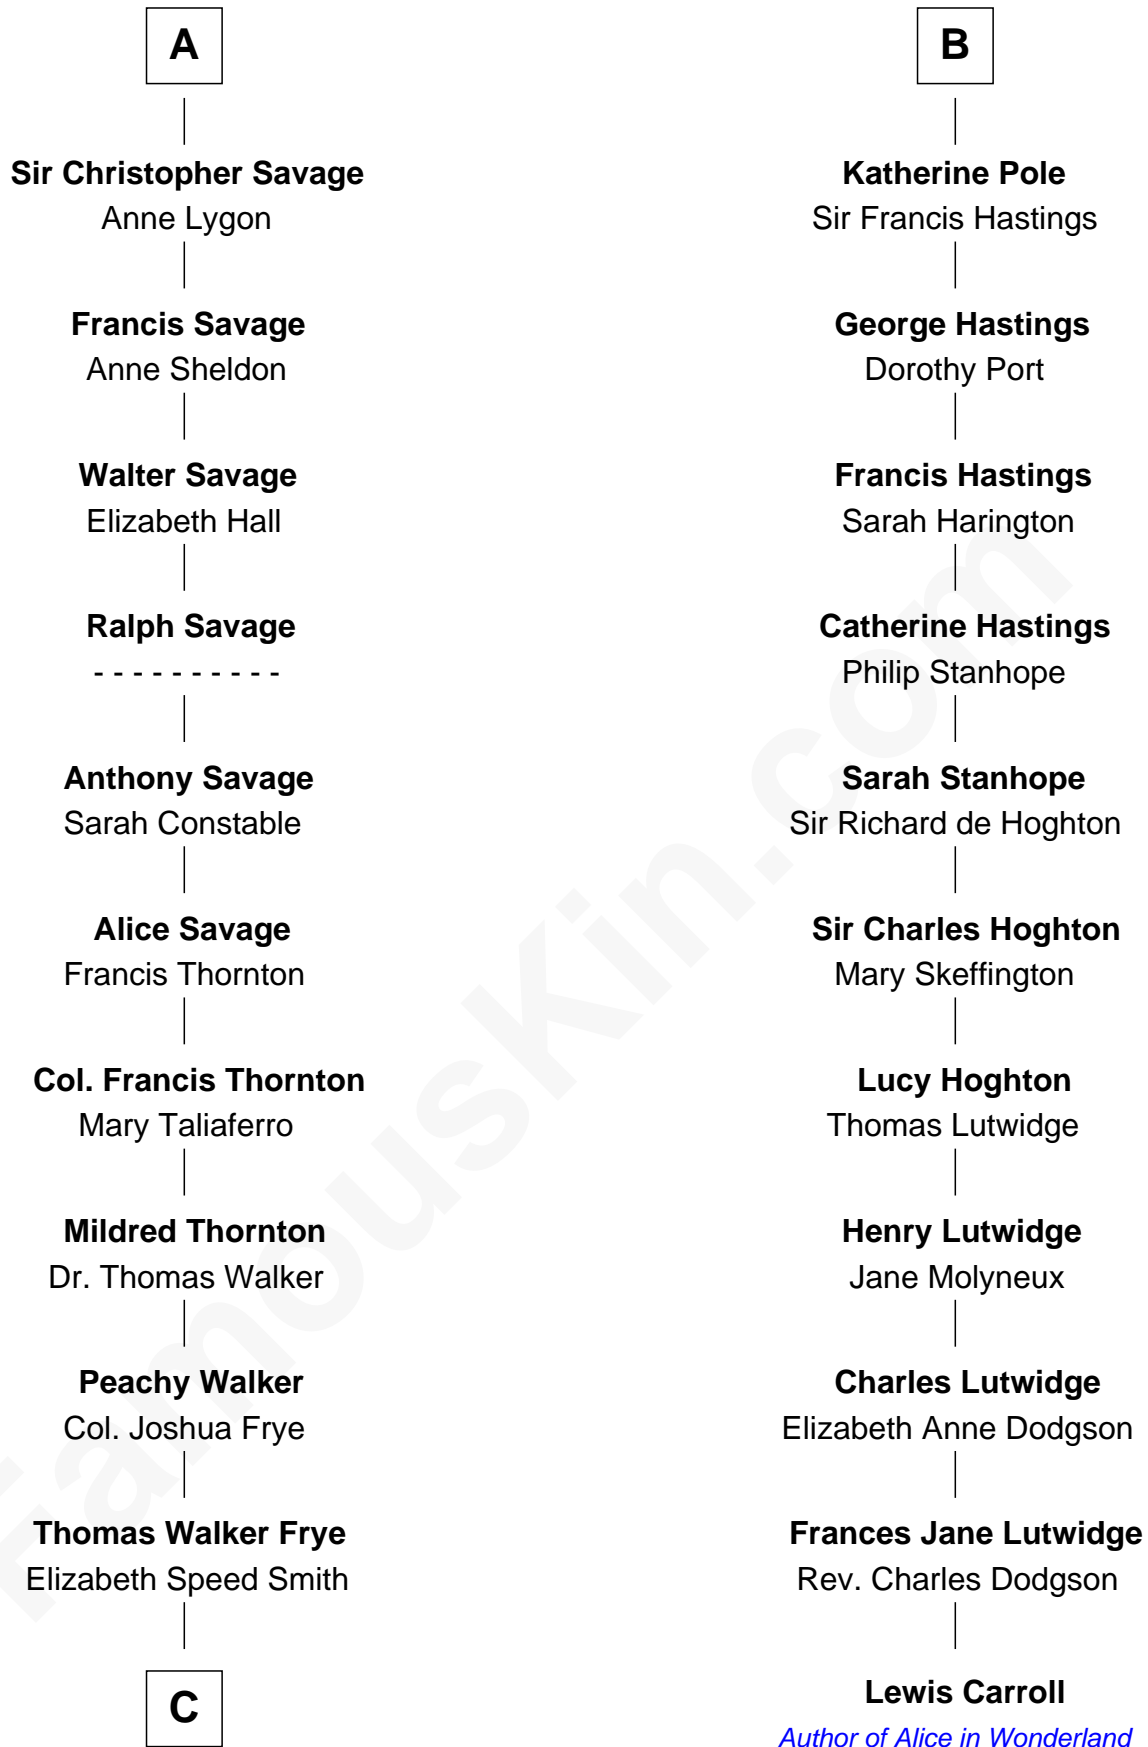 A
Sir Christopher Savage
Anne Lygon
Francis Savage
Anne Sheldon
Walter Savage
Elizabeth Hall
Ralph Savage
- - - - - - - - - -
Anthony Savage
Sarah Constable
Alice Savage
Francis Thornton
Col. Francis Thornton
Mary Taliaferro
Mildred Thornton
Dr. Thomas Walker
Peachy Walker
Col. Joshua Frye
Thomas Walker Frye
Elizabeth Speed Smith
C
B
Katherine Pole
Sir Francis Hastings
George Hastings
Dorothy Port
Francis Hastings
Sarah Harington
Catherine Hastings
Philip Stanhope
Sarah Stanhope
Sir Richard de Hoghton
Sir Charles Hoghton
Mary Skeffington
Lucy Hoghton
Thomas Lutwidge
Henry Lutwidge
Jane Molyneux
Charles Lutwidge
Elizabeth Anne Dodgson
Frances Jane Lutwidge
Rev. Charles Dodgson
Lewis Carroll
Author of Alice in Wonderland
FamousKin.com